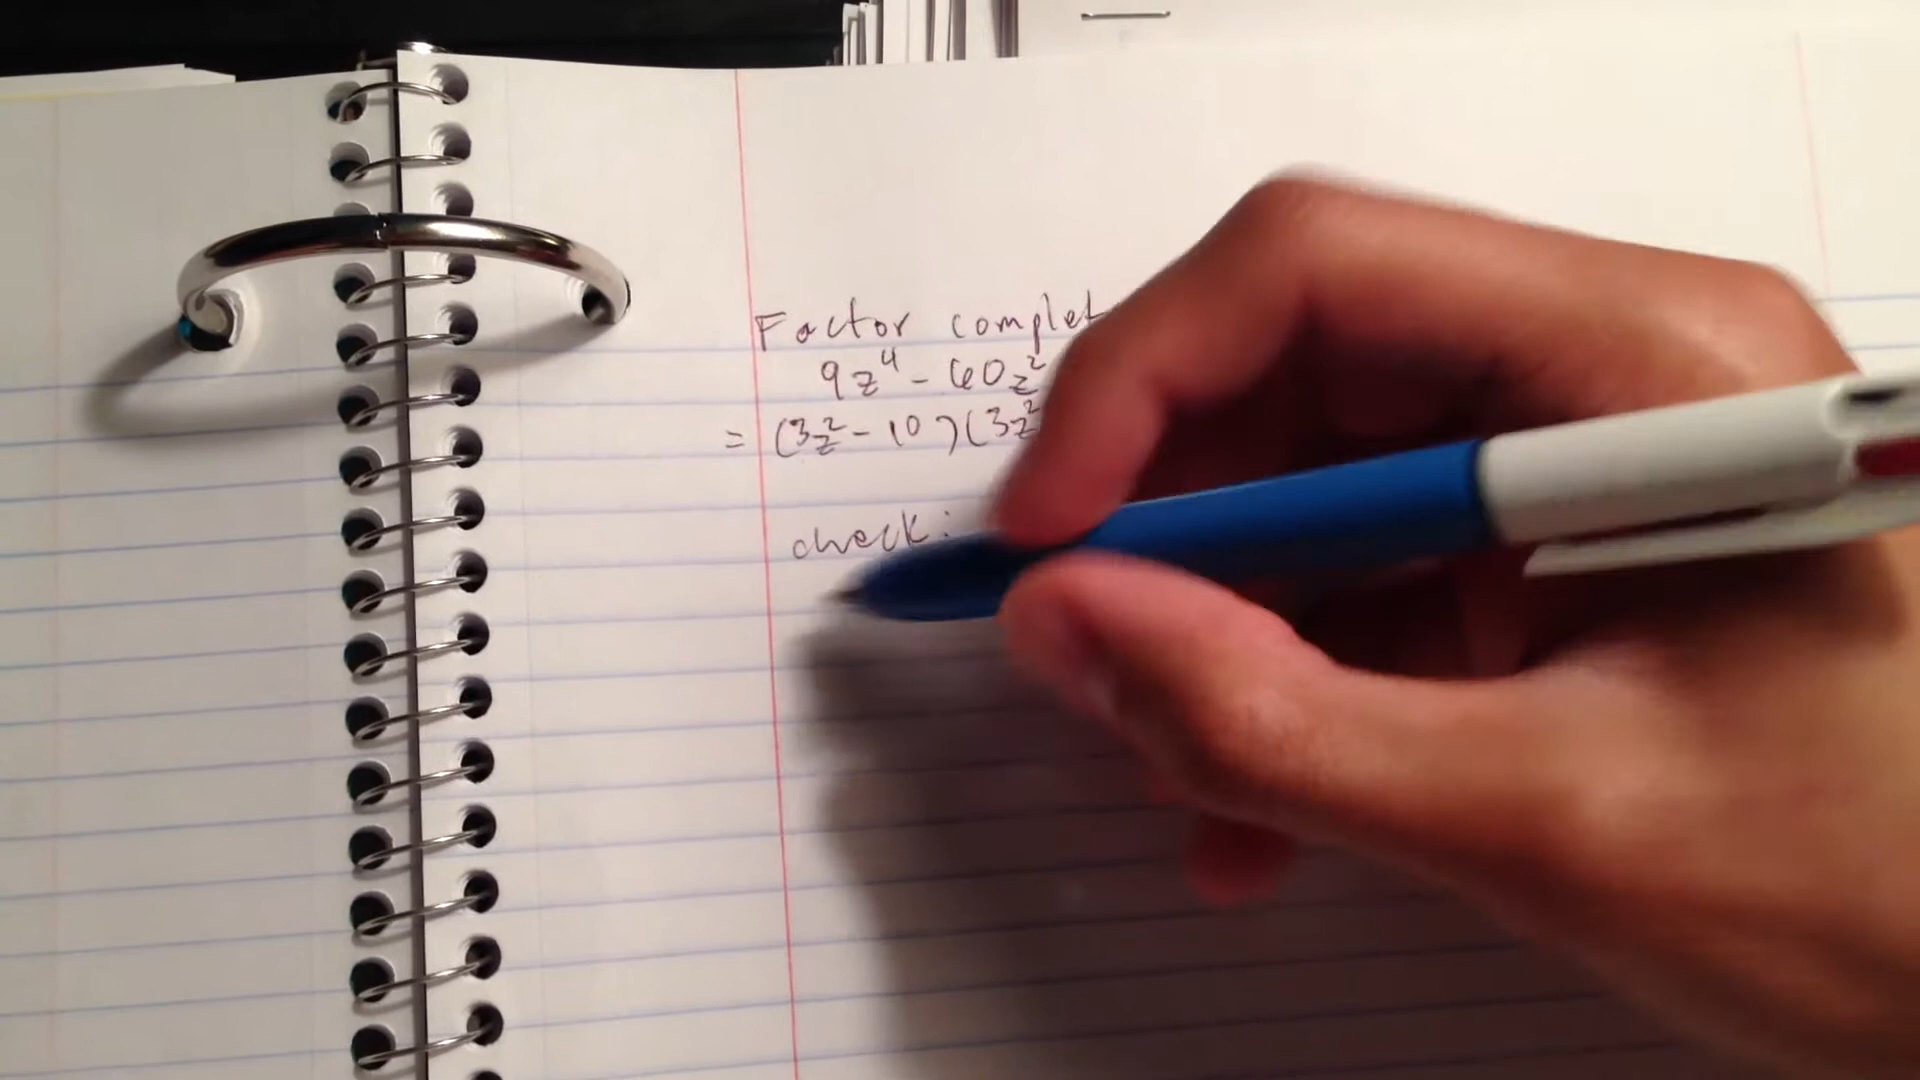 Factor complet
9z⁴ - 60z²
= (3z² - 10)(3z²
check: